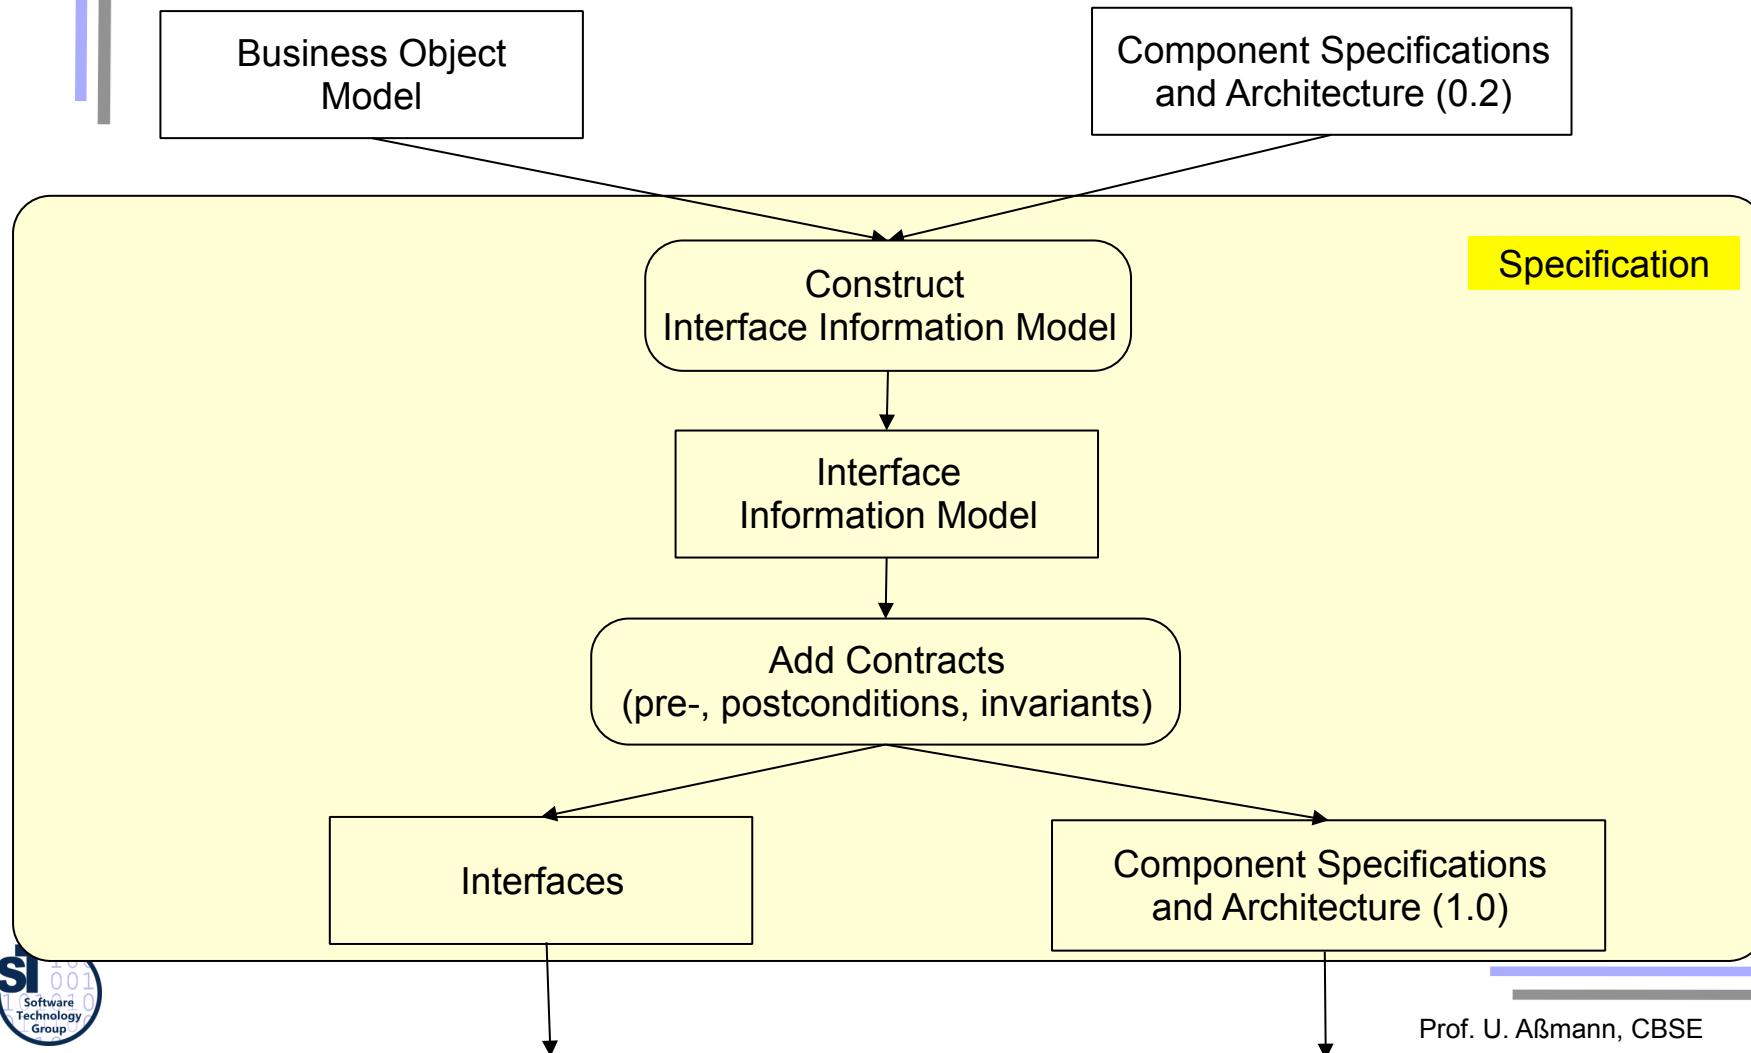 Business Object
Model
Component Specifications
and Architecture (0.2)
Specification
Construct
Interface Information Model
Interface
Information Model
Add Contracts
(pre-, postconditions, invariants)
Interfaces
Component Specifications
and Architecture (1.0)
Software
Technology
Group
Prof. U. Aßmann, CBSE